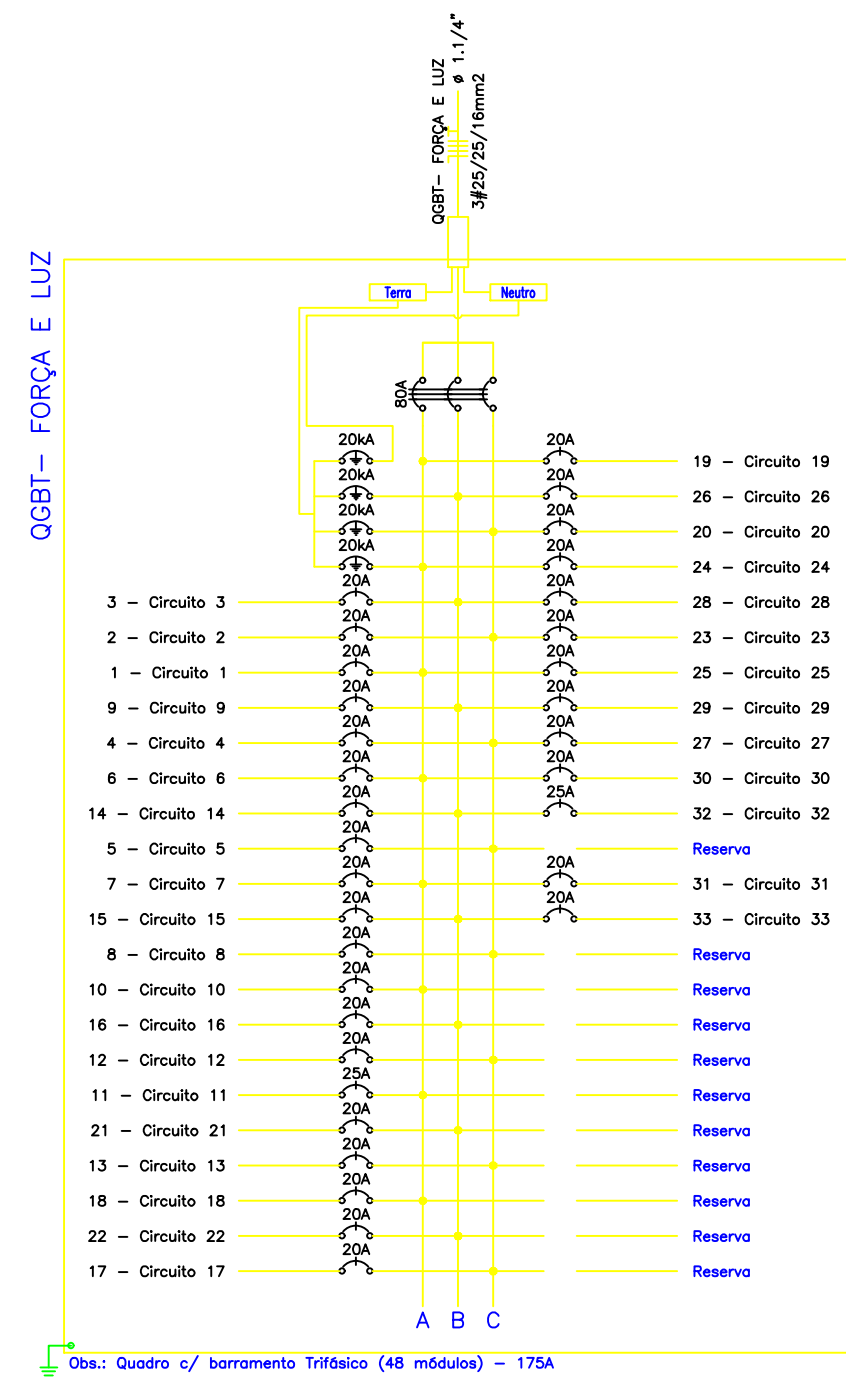 QGBT– FORÇA E LUZ
ø 1.1/4"
3#25/25/16mm2
QGBT– FORÇA E LUZ
Terra
Neutro
80A
20kA 20A
19 – Circuito 19
20kA 20A
26 – Circuito 26
20kA 20A
20 – Circuito 20
20kA 20A
24 – Circuito 24
20A 20A
3 – Circuito 3 28 – Circuito 28
20A 20A
2 – Circuito 2 23 – Circuito 23
20A 20A
1 – Circuito 1 25 – Circuito 25
20A 20A
9 – Circuito 9 29 – Circuito 29
20A 20A
4 – Circuito 4 27 – Circuito 27
20A 20A
6 – Circuito 6 30 – Circuito 30
20A 25A
14 – Circuito 14 32 – Circuito 32
20A
5 – Circuito 5 Reserva
20A 20A
7 – Circuito 7 31 – Circuito 31
20A 20A
15 – Circuito 15 33 – Circuito 33
20A
8 – Circuito 8 Reserva
20A
10 – Circuito 10 Reserva
20A
16 – Circuito 16 Reserva
20A
12 – Circuito 12 Reserva
25A
11 – Circuito 11 Reserva
20A
21 – Circuito 21 Reserva
20A
13 – Circuito 13 Reserva
20A
18 – Circuito 18 Reserva
20A
22 – Circuito 22 Reserva
20A
17 – Circuito 17 Reserva
A B C
Obs.: Quadro c/ barramento Trifásico (48 módulos) – 175A